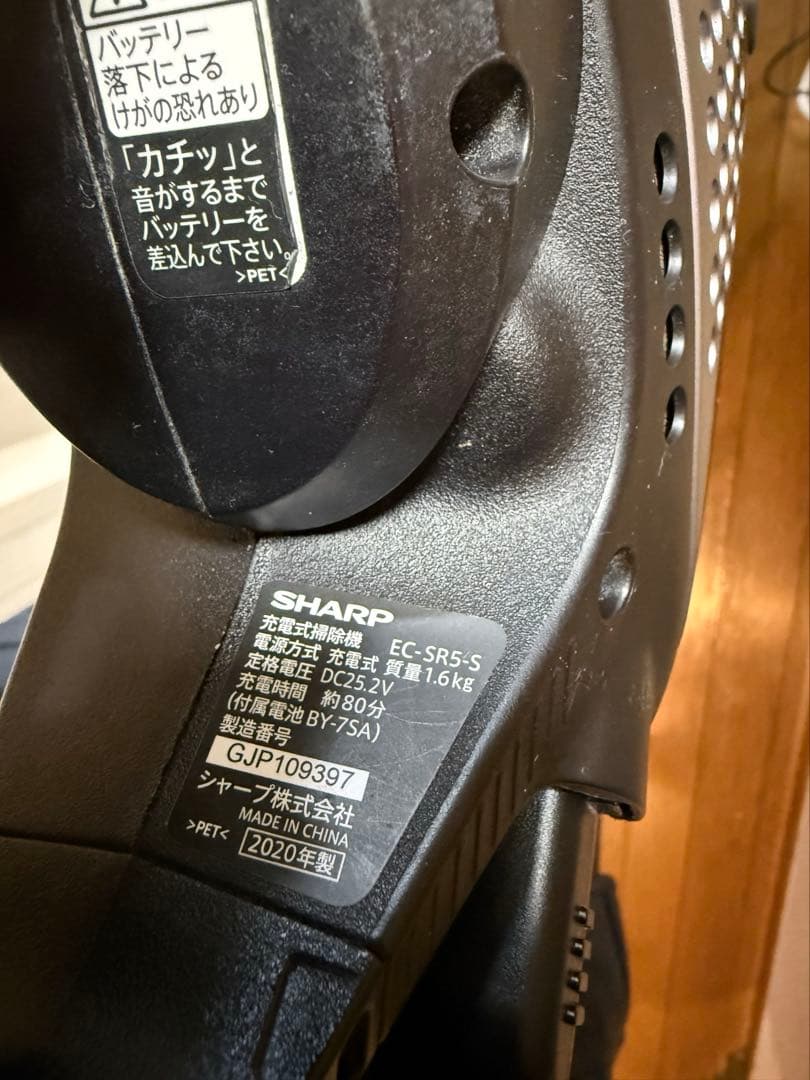 バッテリー
落下による
けがの恐れあり
「カチッ」と
音がするまで
バッテリーを
差込んで下さい。
>PET<
SHARP
充電式掃除機 EC-SR5-S
電源方式 充電式 質量1.6kg
定格電圧 DC25.2V
充電時間 約80分
(付属電池BY-7SA)
製造番号
GJP109397
シャープ株式会社
MADE IN CHINA
>PET< 2020年製